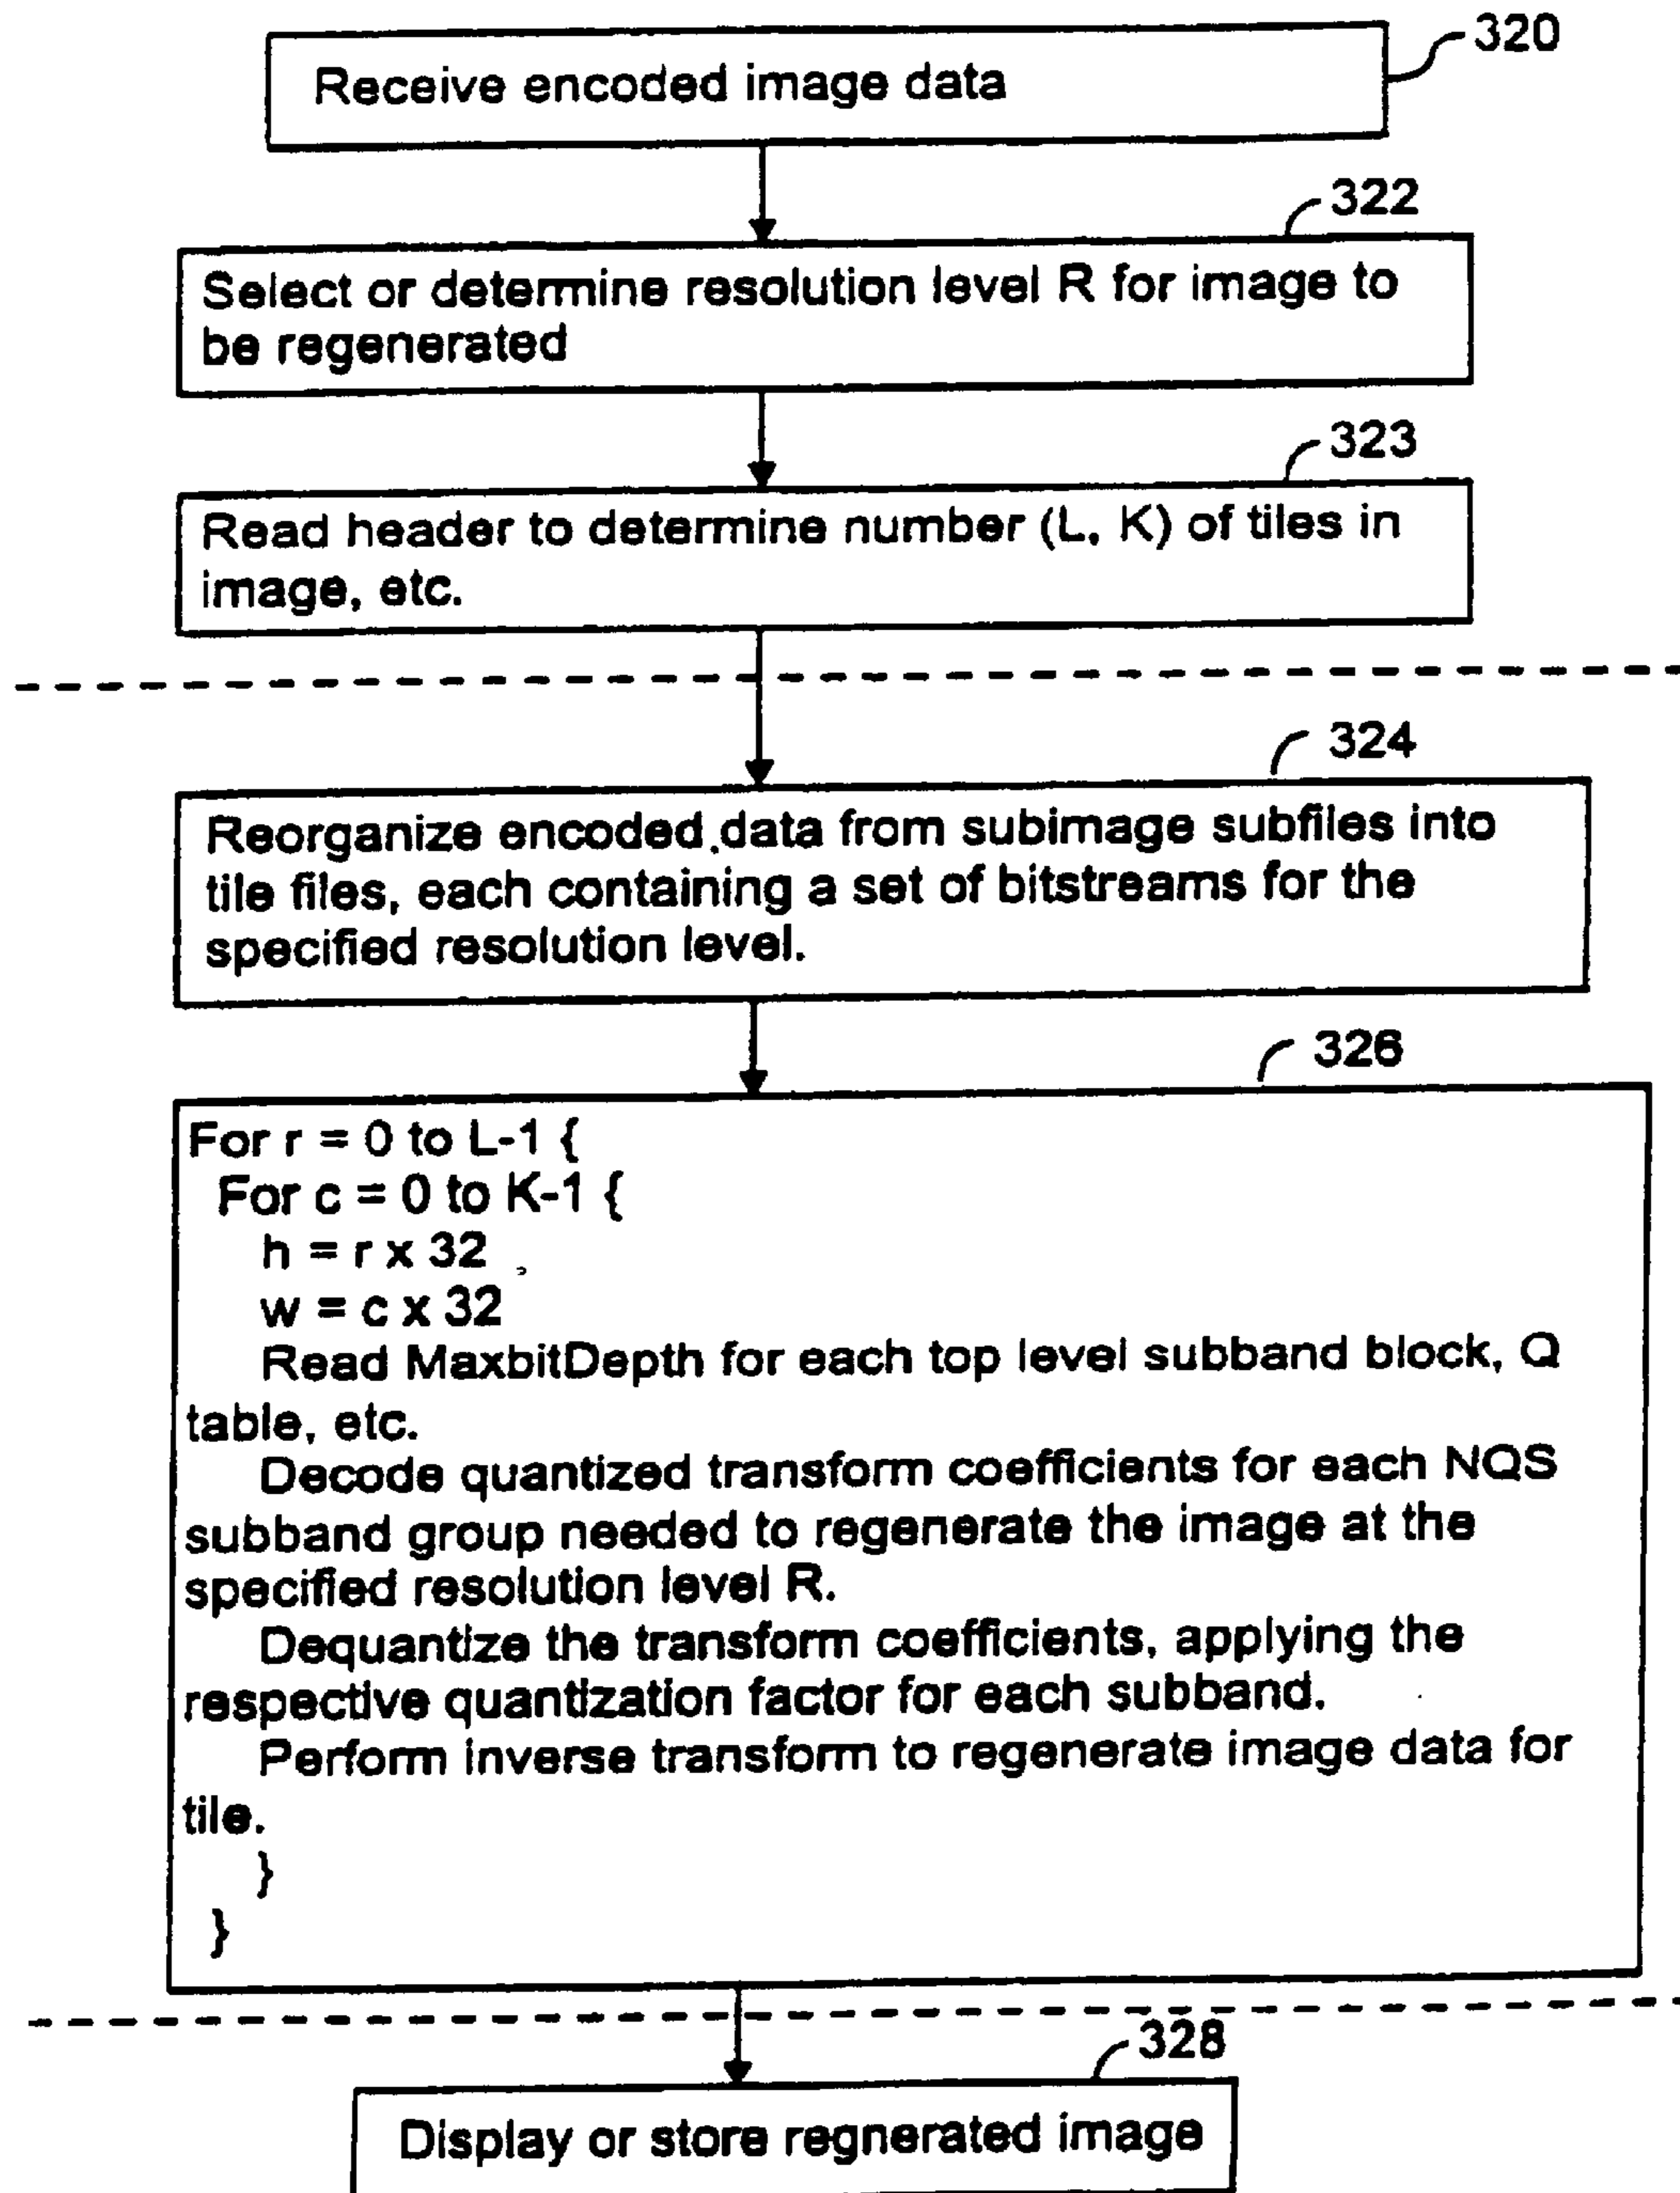 320
Receive encoded image data
322
Select or determine resolution level R for image to
be regenerated
323
Read header to determine number (L, K) of tiles in
image, etc.
324
Reorganize encoded data from subimage subfiles into
tile files, each containing a set of bitstreams for the
specified resolution level.
326
For r = 0 to L-1 {
For c = 0 to K-1 {
h = r x 32
w = c x 32
Read MaxbitDepth for each top level subband block, Q
table, etc.
Decode quantized transform coefficients for each NQS
subband group needed to regenerate the image at the
specified resolution level R.
Dequantize the transform coefficients, applying the
respective quantization factor for each subband.
Perform inverse transform to regenerate image data for
tile.
}
}
328
Display or store regnerated image